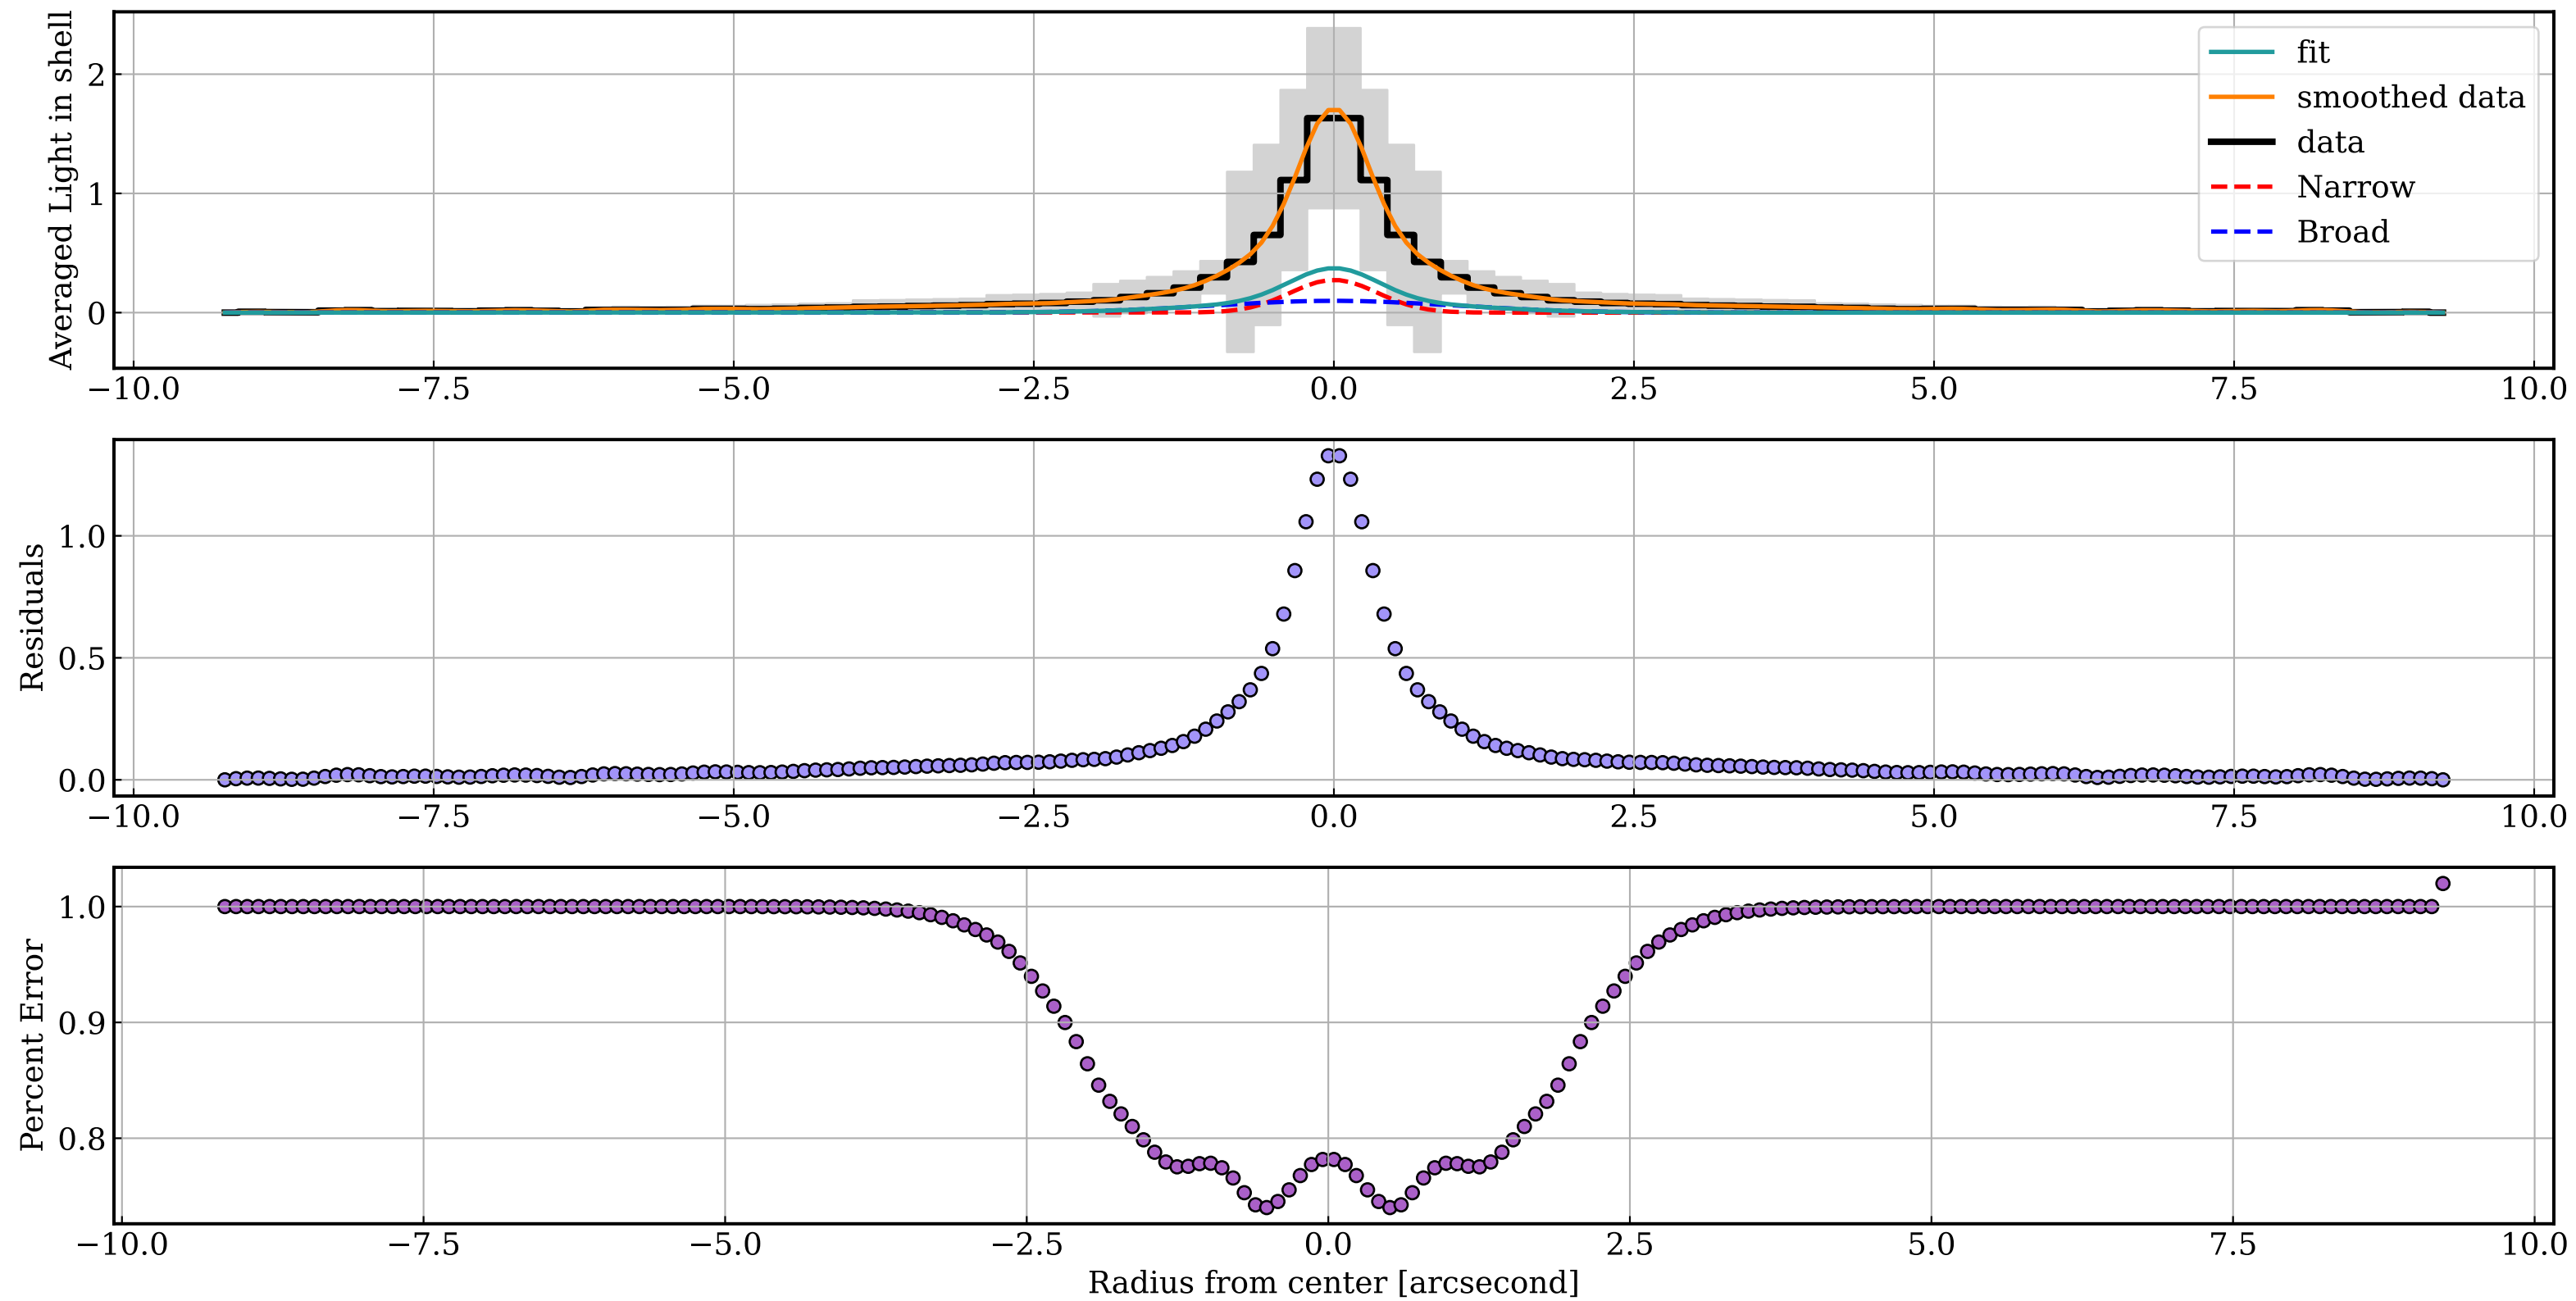 Averaged Light in shell
2
1
0
fit
smoothed data
data
Narrow
Broad
−10.0 −7.5 −5.0 −2.5 0.0 2.5 5.0 7.5 10.0
Residuals
1.0
0.5
0.0
−10.0 −7.5 −5.0 −2.5 0.0 2.5 5.0 7.5 10.0
Percent Error
1.0
0.9
0.8
−10.0 −7.5 −5.0 −2.5 0.0 2.5 5.0 7.5 10.0
Radius from center [arcsecond]